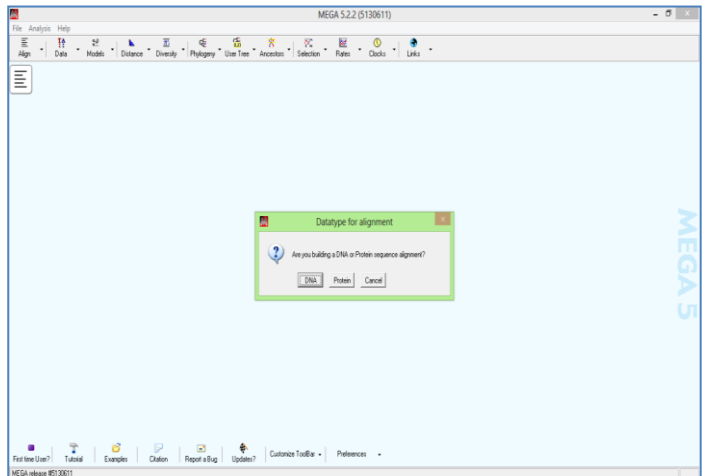 MEGA 5.2.2 (5130611)
File Analysis Help
Align Data Models Distance Diversity Phylogeny User Tree Ancestors Selection Rates Clocks Links
Datatype for alignment
Are you building a DNA or Protein sequence alignment?
DNA Protein Cancel
MEGA 5
First time User? Tutorial Examples Citation Report a Bug Updates? Customize ToolBar Preferences
MEGA release #5130611